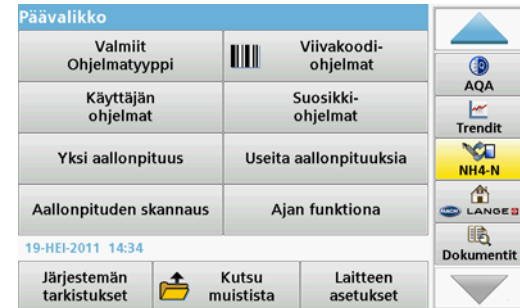 Päävalikko
Valmiit
Ohjelmatyyppi
Viivakoodi-
ohjelmat
Käyttäjän
ohjelmat
Suosikki-
ohjelmat
Yksi aallonpituus
Useita aallonpituuksia
Aallonpituden skannaus
Ajan funktiona
19-HEI-2011 14:34
Järjestemän
tarkistukset
Kutsu
muistista
Laitteen
asetukset
AQA
Trendit
NH4-N
HACH LANGE
Dokumentit